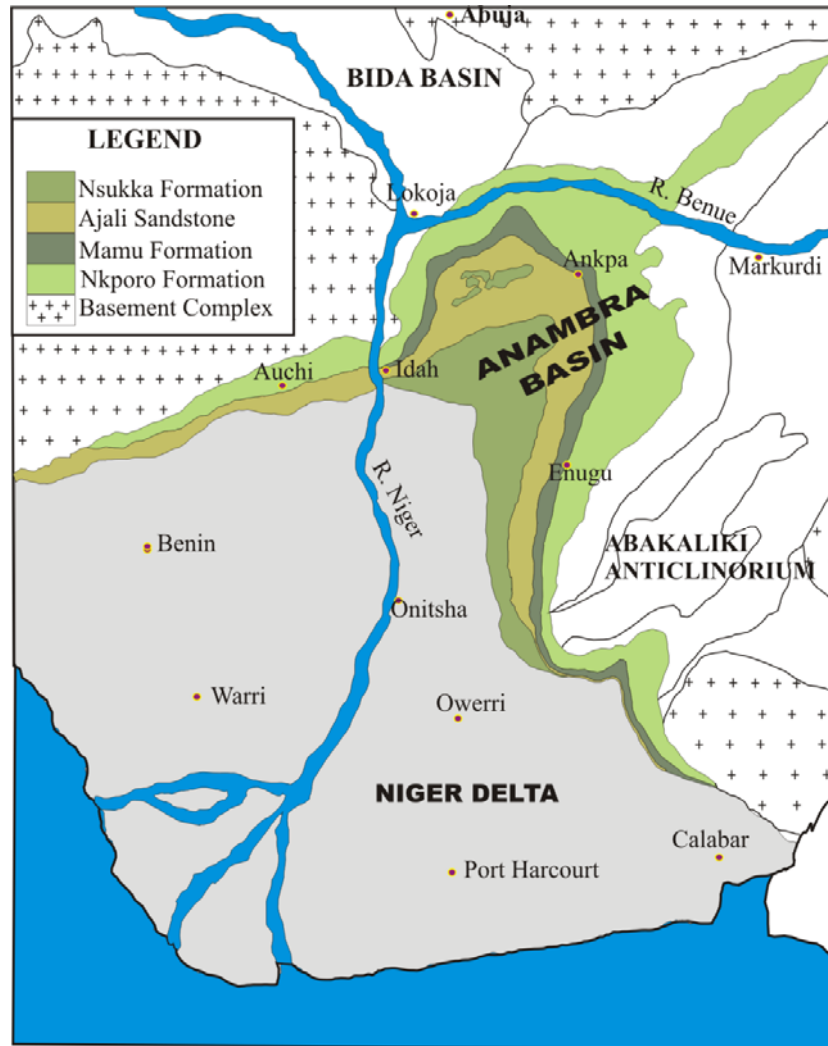 Abuja
BIDA BASIN
LEGEND
Nsukka Formation
Ajali Sandstone
Mamu Formation
Nkporo Formation
Basement Complex
Lokoja
R. Benue
Markurdi
Ankpa
ANAMBRA
BASIN
Auchi
Idah
R. Niger
Enugu
Benin
ABAKALIKI
ANTICLINORIUM
Onitsha
Warri
Owerri
NIGER DELTA
Calabar
Port Harcourt